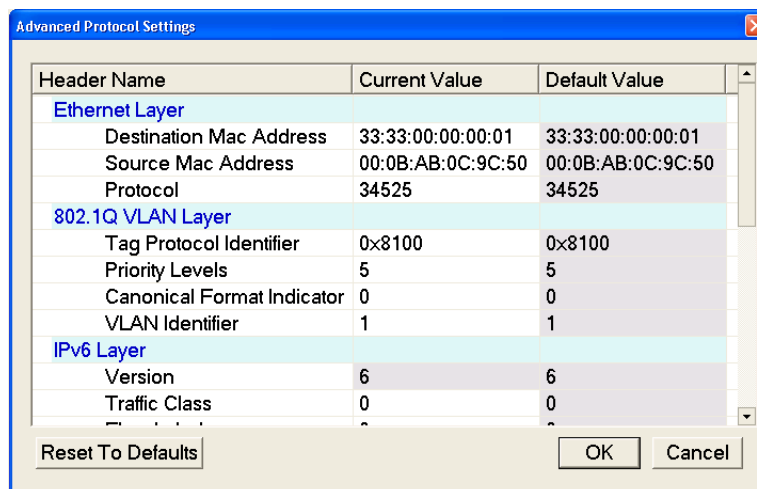 Advanced Protocol Settings
Header Name Current Value Default Value
Ethernet Layer
Destination Mac Address 33:33:00:00:00:01 33:33:00:00:00:01
Source Mac Address 00:0B:AB:0C:9C:50 00:0B:AB:0C:9C:50
Protocol 34525 34525
802.1Q VLAN Layer
Tag Protocol Identifier 0x8100 0x8100
Priority Levels 5 5
Canonical Format Indicator 0 0
VLAN Identifier 1 1
IPv6 Layer
Version 6 6
Traffic Class 0 0
Reset To Defaults OK Cancel